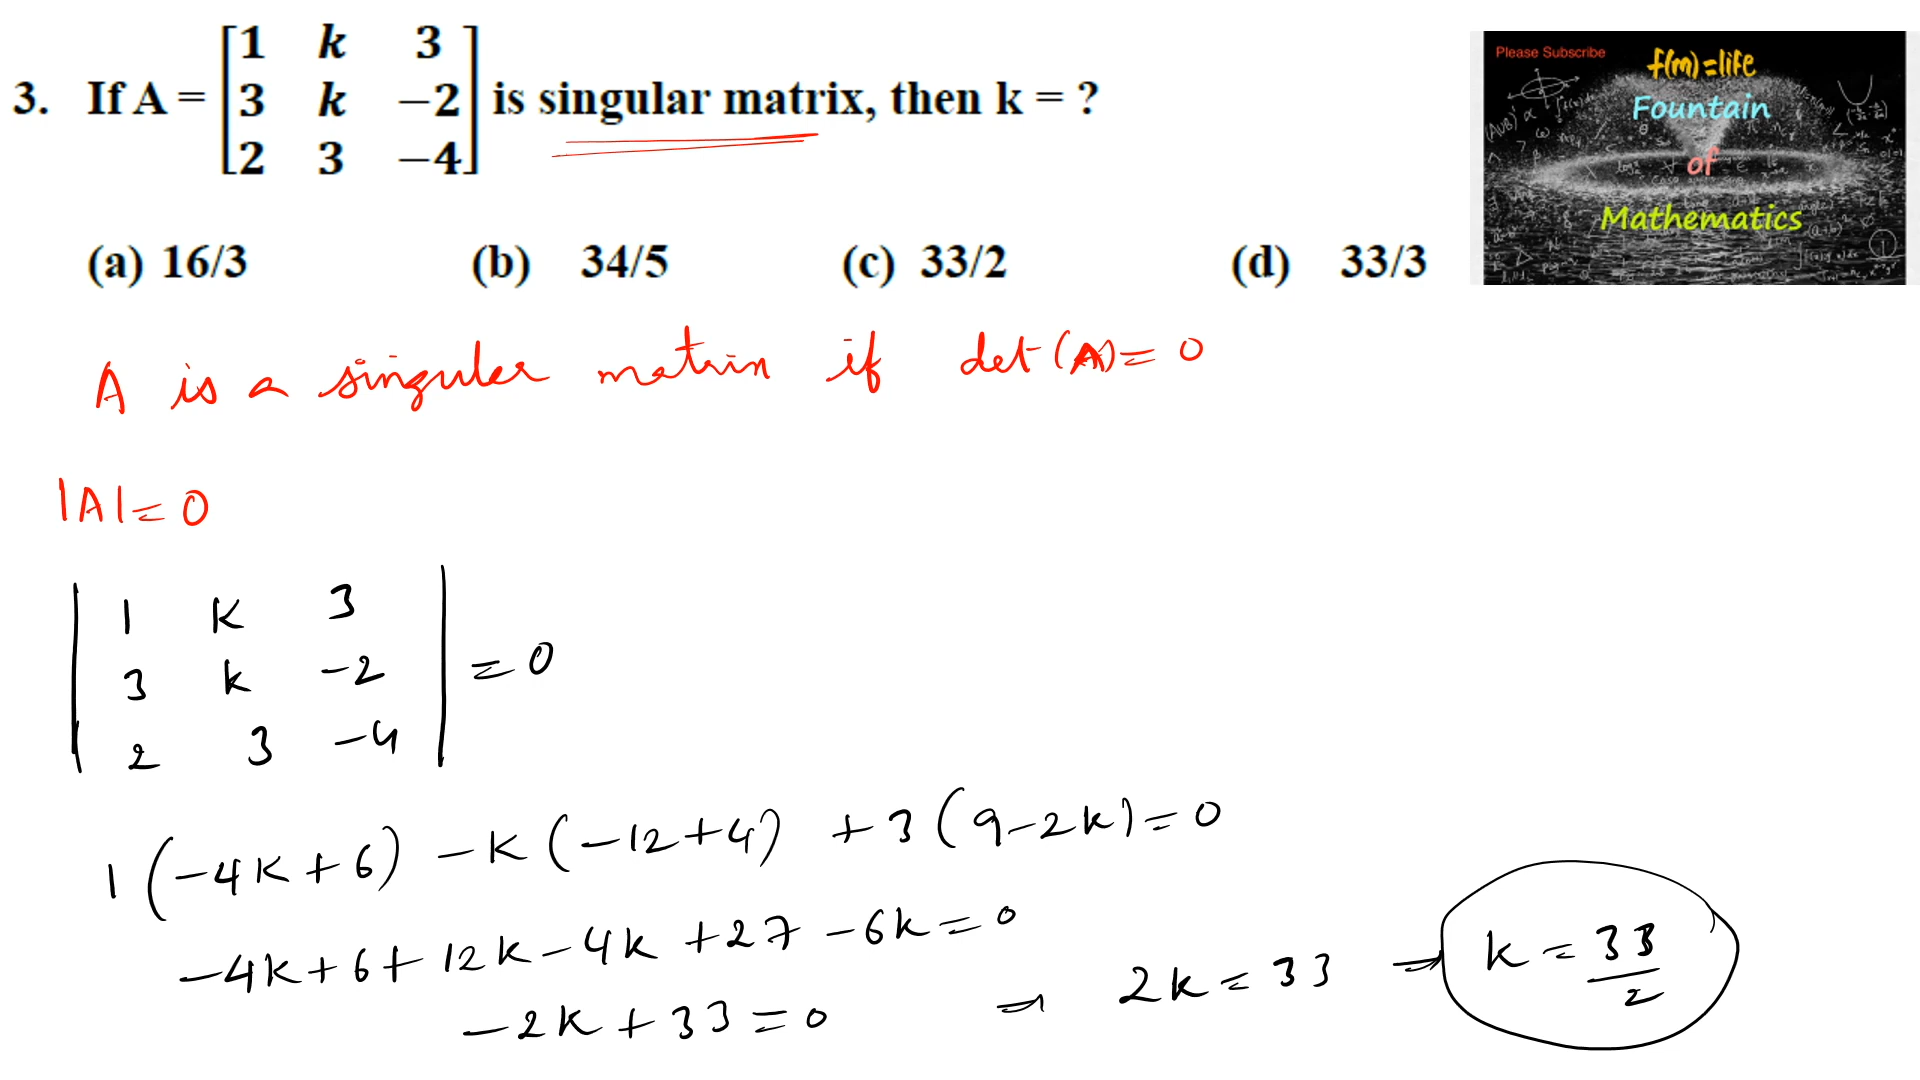 3. If A = [1 k 3
3 k −2
2 3 −4] is singular matrix, then k = ?
(a) 16/3 (b) 34/5 (c) 33/2 (d) 33/3
Please Subscribe
f(m)=life
Fountain
of
Mathematics
A is a singular matrix if det(A)=0
|A|=0
| 1 k 3 |
| 3 k -2 | =0
| 2 3 -4 |
1(-4k+6) -k(-12+4) +3(9-2k)=0
-4k+6+12k-4k+27-6k=0
-2k+33=0 ⇒ 2k=33 ⇒ k=33/2